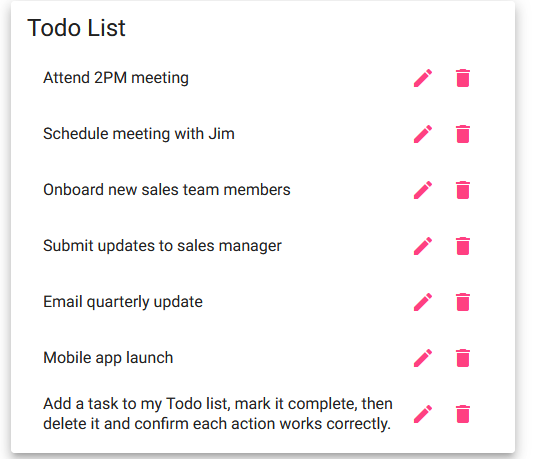 Todo List
Attend 2PM meeting
Schedule meeting with Jim
Onboard new sales team members
Submit updates to sales manager
Email quarterly update
Mobile app launch
Add a task to my Todo list, mark it complete, then
delete it and confirm each action works correctly.